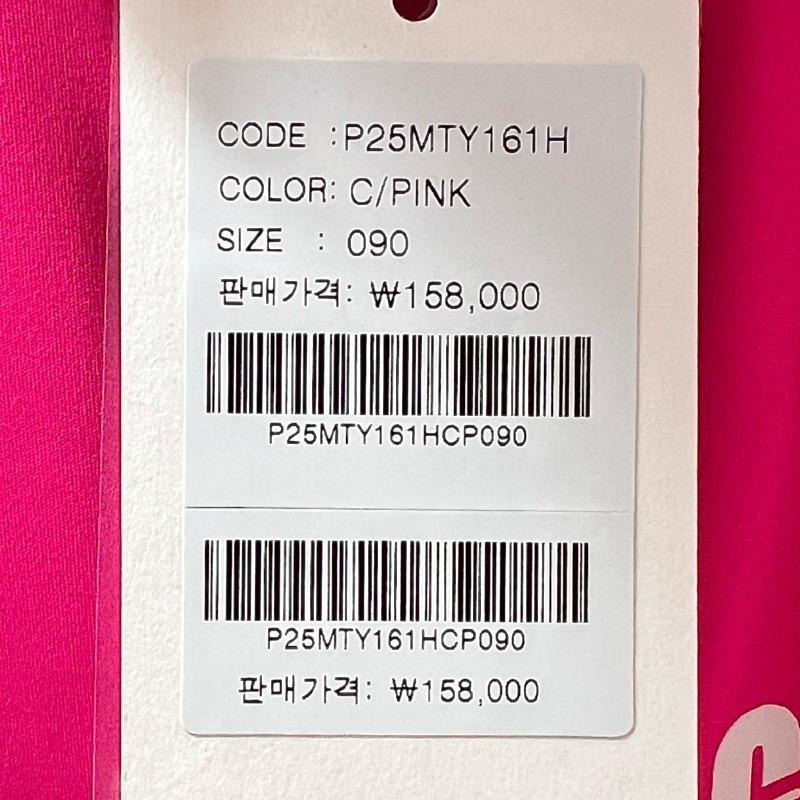 CODE :P25MTY161H
COLOR: C/PINK
SIZE : 090
판매가격: ₩158,000
P25MTY161HCP090
P25MTY161HCP090
판매가격: ₩158,000